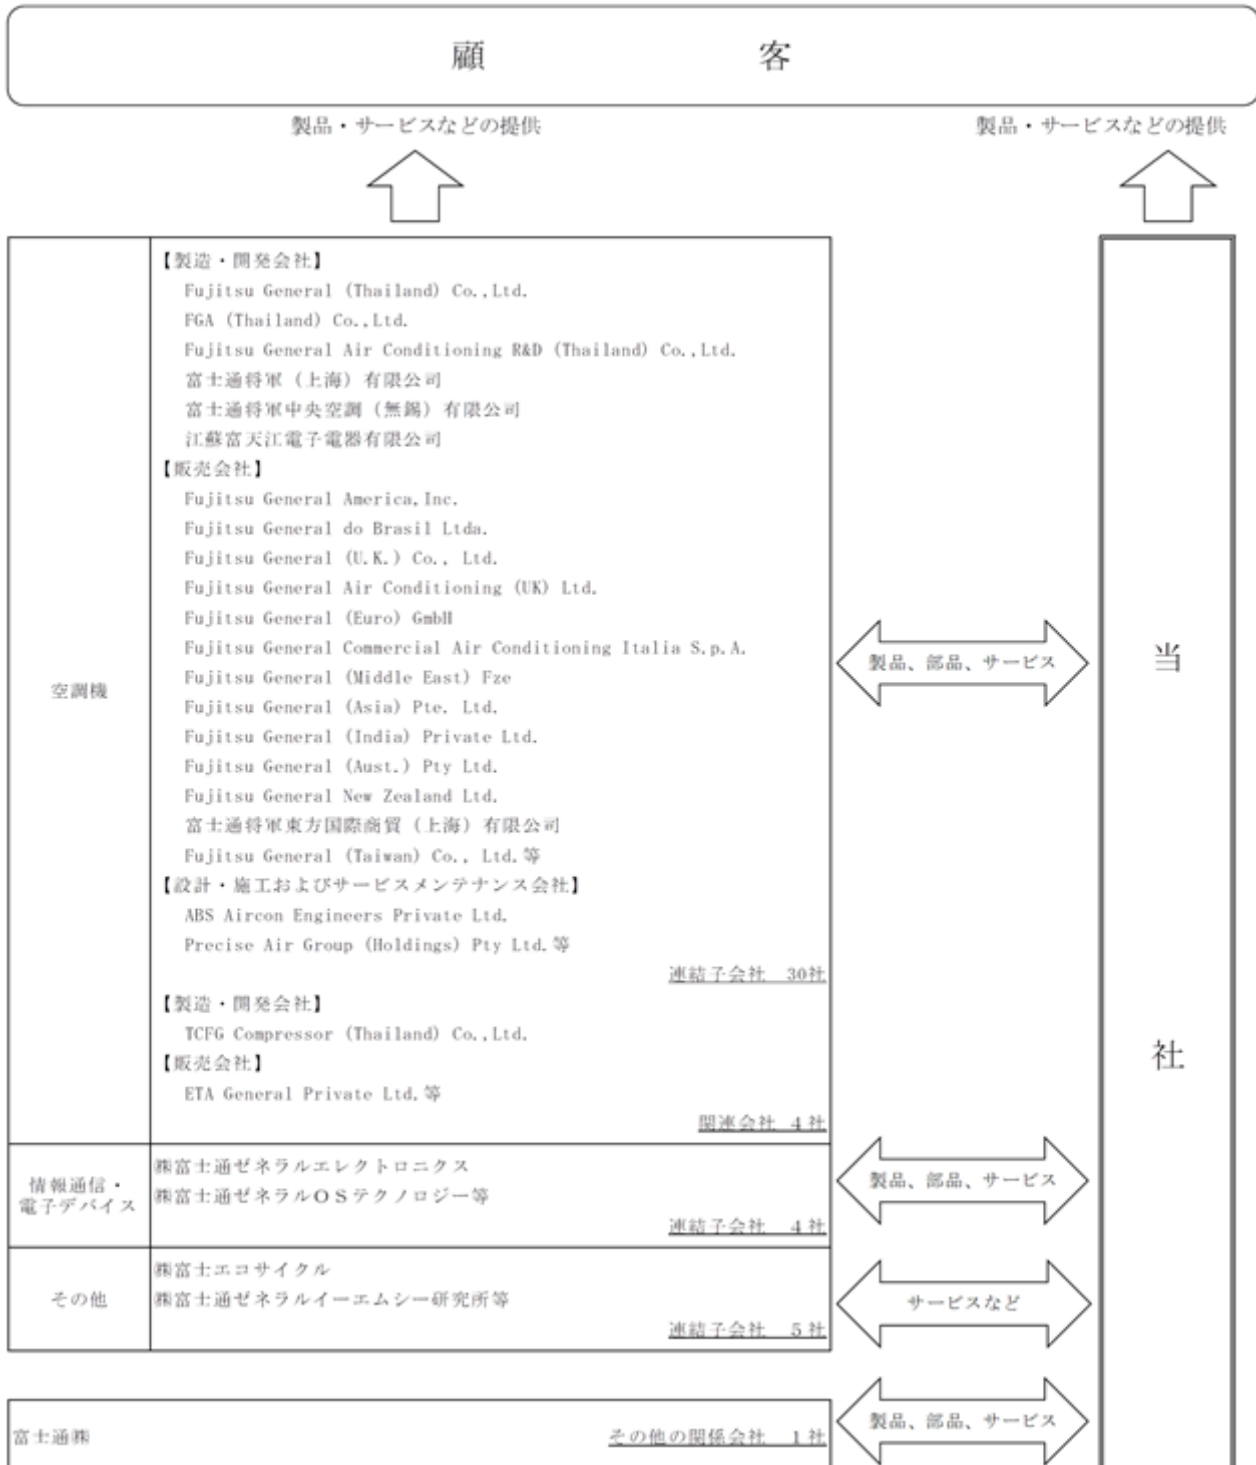 顧客
製品・サービスなどの提供
製品・サービスなどの提供
空調機
【製造・開発会社】
Fujitsu General (Thailand) Co.,Ltd.
FGA (Thailand) Co.,Ltd.
Fujitsu General Air Conditioning R&D (Thailand) Co.,Ltd.
富士通将軍（上海）有限公司
富士通将軍中央空調（無錫）有限公司
江蘇富天江電子電器有限公司
【販売会社】
Fujitsu General America,Inc.
Fujitsu General do Brasil Ltda.
Fujitsu General (U.K.) Co., Ltd.
Fujitsu General Air Conditioning (UK) Ltd.
Fujitsu General (Euro) GmbH
Fujitsu General Commercial Air Conditioning Italia S.p.A.
Fujitsu General (Middle East) Fze
Fujitsu General (Asia) Pte. Ltd.
Fujitsu General (India) Private Ltd.
Fujitsu General (Aust.) Pty Ltd.
Fujitsu General New Zealand Ltd.
富士通将軍東方国際商貿（上海）有限公司
Fujitsu General (Taiwan) Co., Ltd.等
【設計・施工およびサービスメンテナンス会社】
ABS Aircon Engineers Private Ltd.
Precise Air Group (Holdings) Pty Ltd.等
連結子会社　30社
【製造・開発会社】
TCFG Compressor (Thailand) Co.,Ltd.
【販売会社】
ETA General Private Ltd.等
関連会社　4社
製品、部品、サービス
当社
情報通信・
電子デバイス
㈱富士通ゼネラルエレクトロニクス
㈱富士通ゼネラルＯＳテクノロジー等
連結子会社　4社
製品、部品、サービス
その他
㈱富士エコサイクル
㈱富士通ゼネラルイーエムシー研究所等
連結子会社　5社
サービスなど
富士通㈱
その他の関係会社　1社
製品、部品、サービス